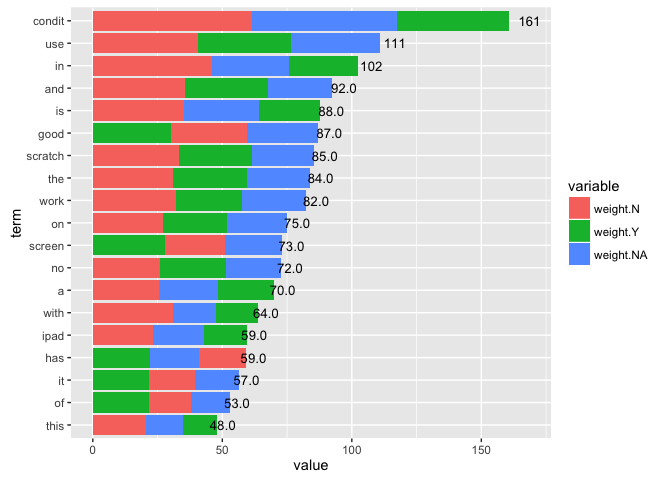 condit 161
use 111
in 102
and 92.0
is 88.0
good 87.0
scratch 85.0
the 84.0
work 82.0
on 75.0
screen 73.0
no 72.0
a 70.0
with 64.0
ipad 59.0
has 59.0
it 57.0
of 53.0
this 48.0
term
0 50 100 150
value
variable
weight.N
weight.Y
weight.NA